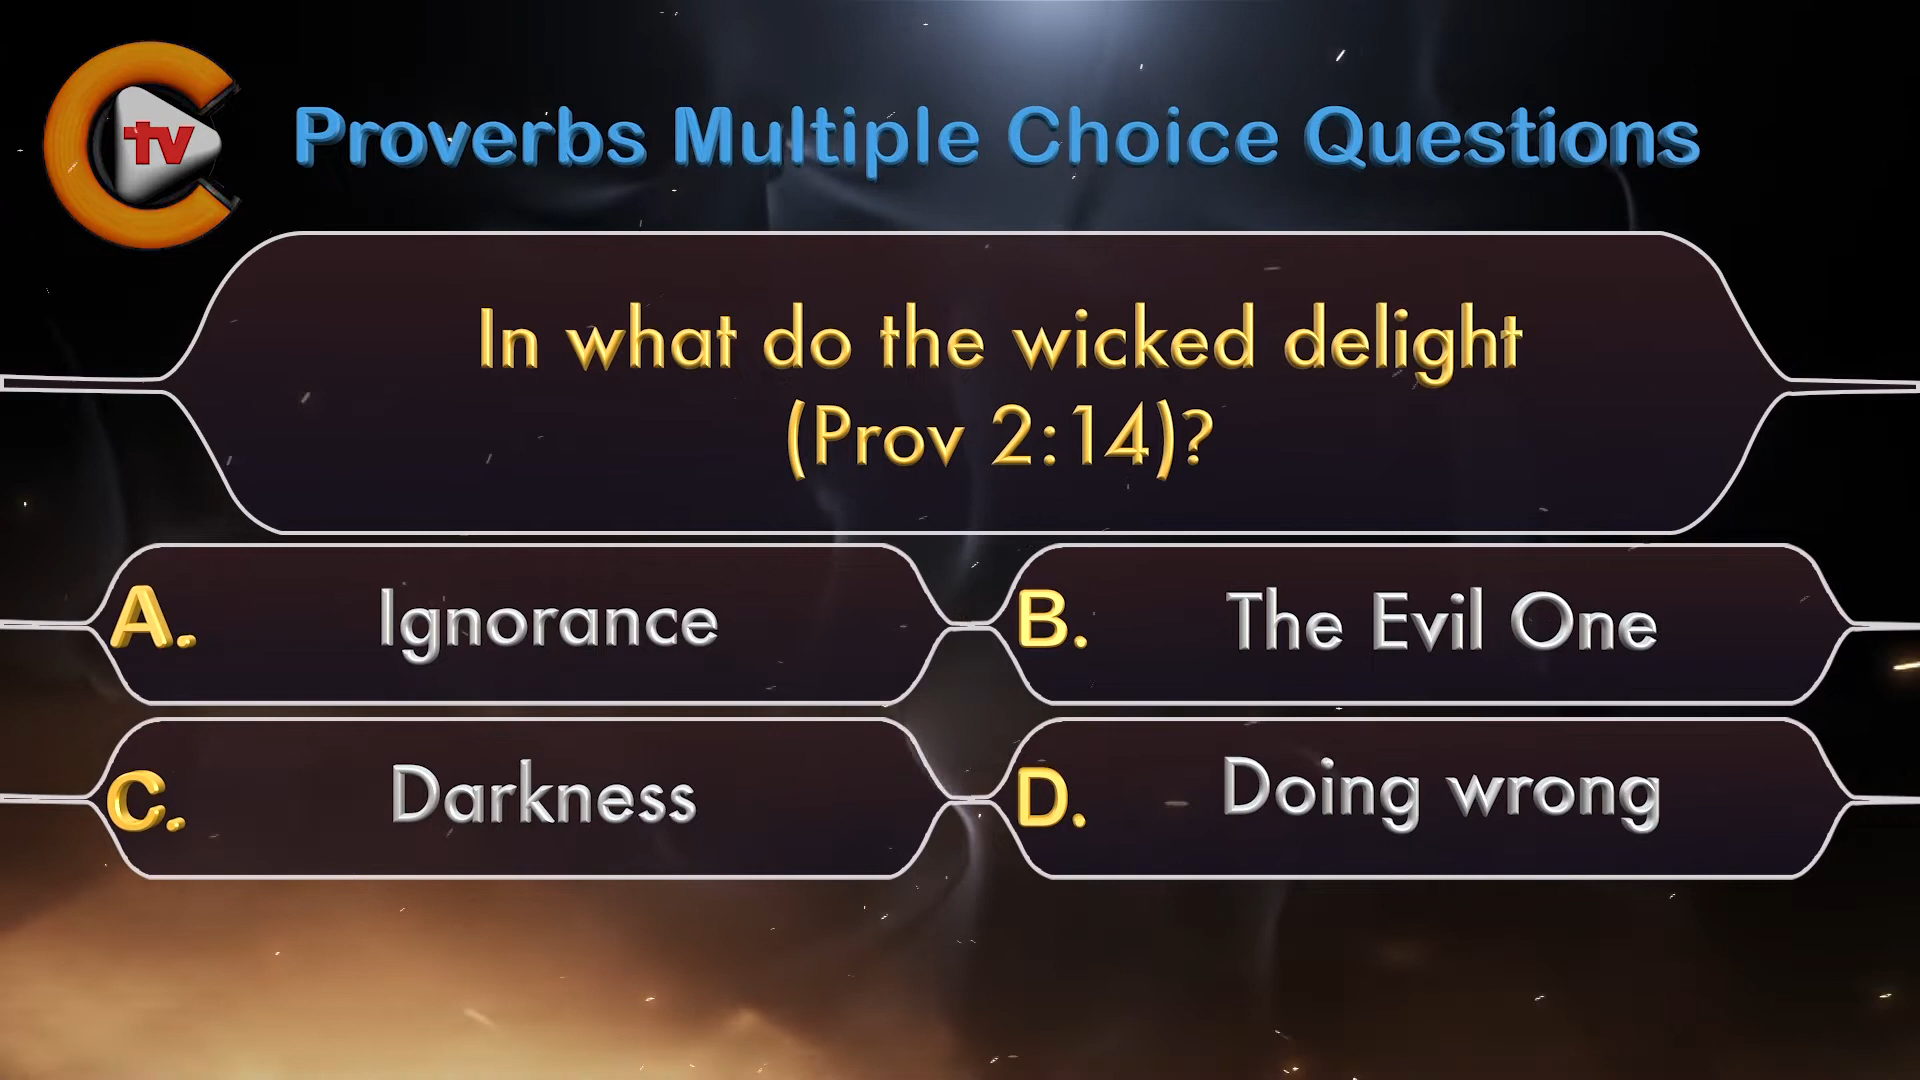 tv
Proverbs Multiple Choice Questions
In what do the wicked delight
(Prov 2:14)?
A. Ignorance
B. The Evil One
C. Darkness
D. Doing wrong